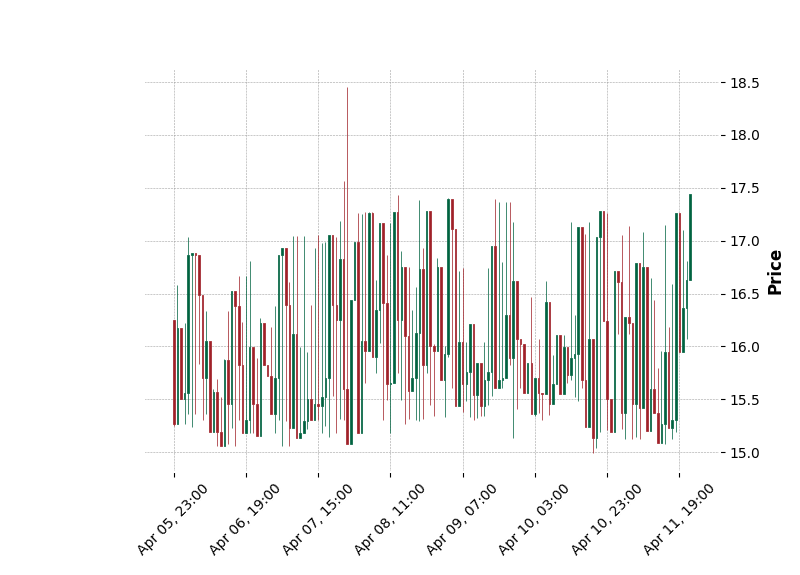 18.5
18.0
17.5
17.0
16.5
16.0
15.5
15.0
Price
Apr 05, 23:00
Apr 06, 19:00
Apr 07, 15:00
Apr 08, 11:00
Apr 09, 07:00
Apr 10, 03:00
Apr 10, 23:00
Apr 11, 19:00